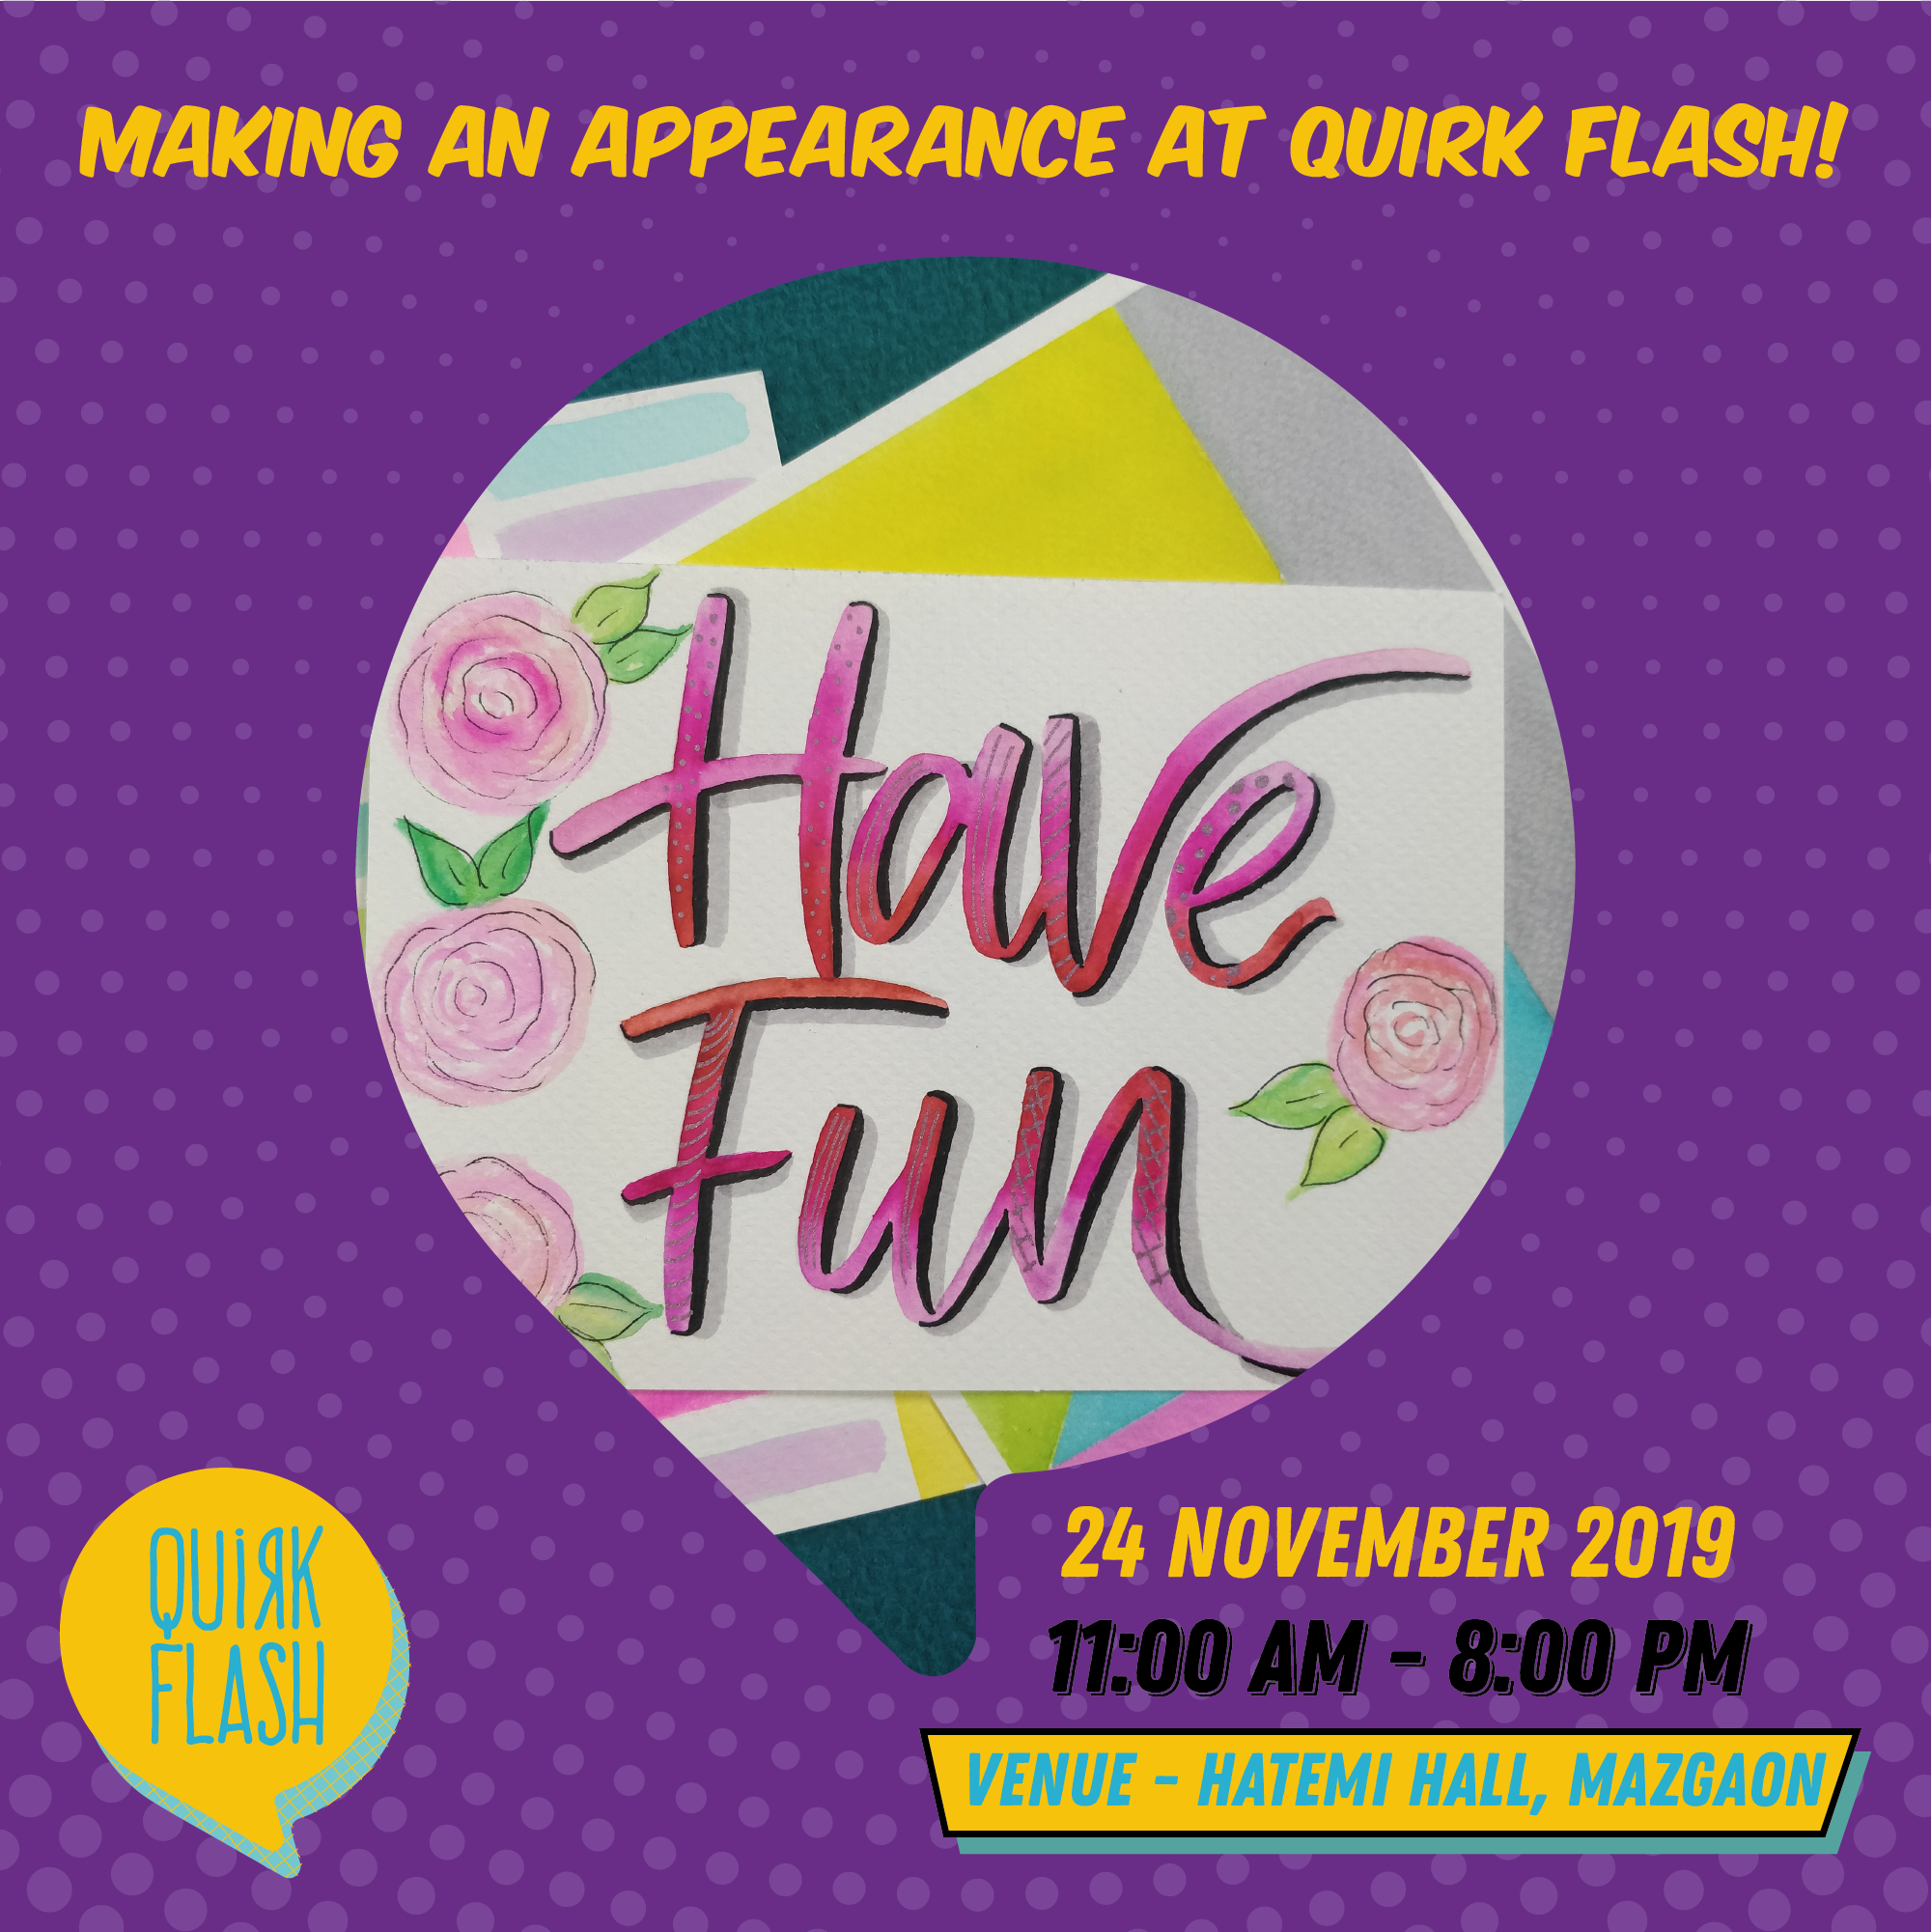 MAKING AN APPEARANCE AT QUIRK FLASH!
Have
Fun
24 NOVEMBER 2019
11:00 AM - 8:00 PM
VENUE - HATEMI HALL, MAZGAON
QUiRK
FLASH